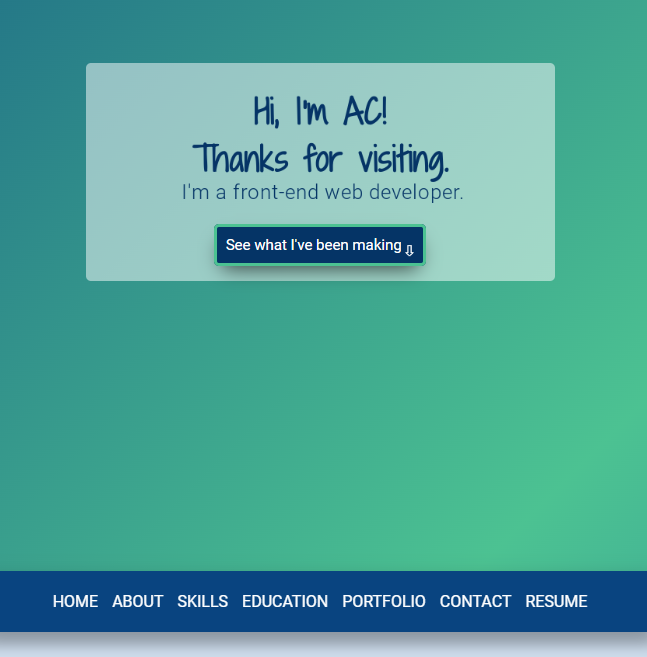 Hi, I'm AC!
Thanks for visiting.
I'm a front-end web developer.
See what I've been making ⇩
HOME ABOUT SKILLS EDUCATION PORTFOLIO CONTACT RESUME